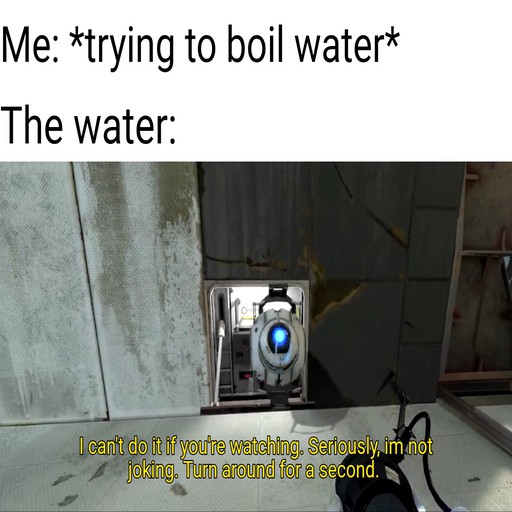 Me: *trying to boil water*
The water:
I can't do it if you're watching. Seriously, im not
joking. Turn around for a second.